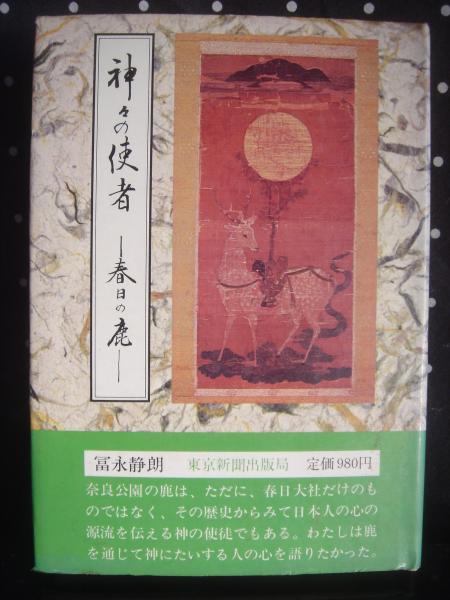 神々の使者
―春日の鹿―
冨永静朗 東京新聞出版局 定価980円
奈良公園の鹿は、ただに、春日大社だけのも
のではなく、その歴史からみて日本人の心の
源流を伝える神の使徒でもある。わたしは鹿
を通じて神にたいする人の心を語りたかった。